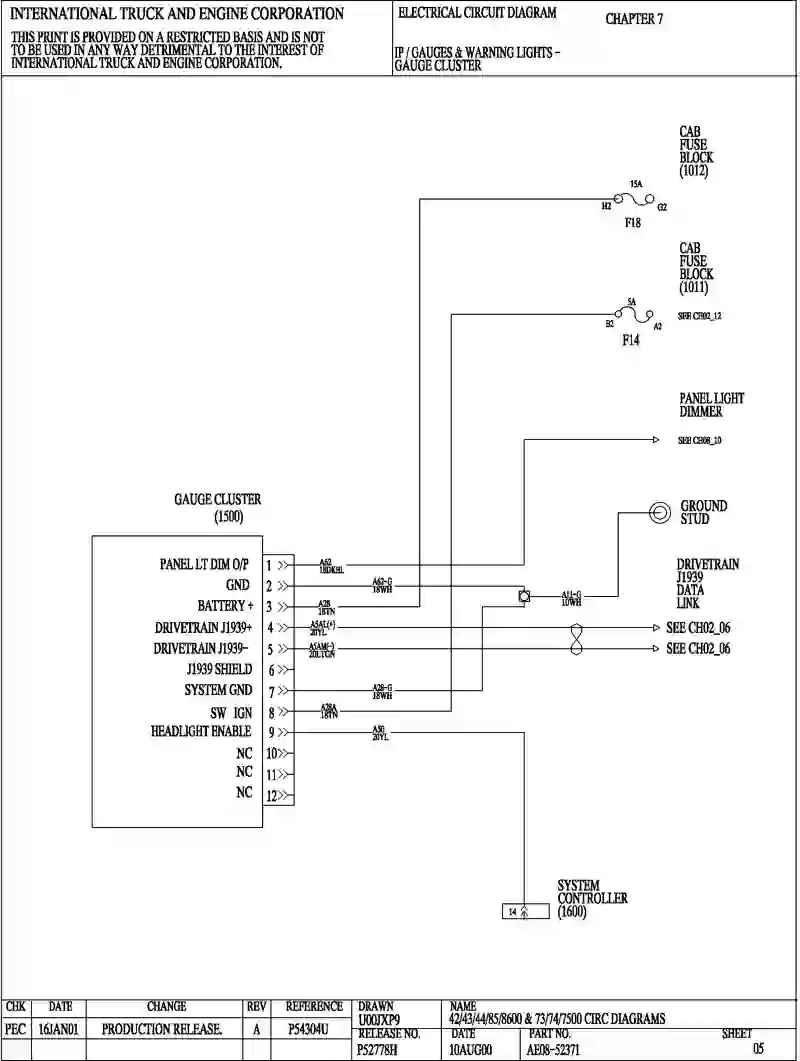 INTERNATIONAL TRUCK AND ENGINE CORPORATION
THIS PRINT IS PROVIDED ON A RESTRICTED BASIS AND IS NOT
TO BE USED IN ANY WAY DETRIMENTAL TO THE INTEREST OF
INTERNATIONAL TRUCK AND ENGINE CORPORATION.
ELECTRICAL CIRCUIT DIAGRAM
CHAPTER 7
IP / GAUGES & WARNING LIGHTS –
GAUGE CLUSTER
CAB
FUSE
BLOCK
(1012)
15A
H2
G2
F18
CAB
FUSE
BLOCK
(1011)
5A
B2
A2
SEE CH02_12
F14
PANEL LIGHT
DIMMER
SEE CH08_10
GAUGE CLUSTER
(1500)
GROUND
STUD
DRIVETRAIN
J1939
DATA
LINK
PANEL LT DIM O/P 1
A62
18DKBL
GND 2
A62-G
18WH
A11-G
10WH
BATTERY + 3
A28
18TN
DRIVETRAIN J1939+ 4
20YL
SEE CH02_06
DRIVETRAIN J1939– 5
A5AM(-)
20LTGN
SEE CH02_06
J1939 SHIELD 6
SYSTEM GND 7
A28-G
18WH
SW IGN 8
A28A
18TN
HEADLIGHT ENABLE 9
A50
20YL
NC 10
NC 11
NC 12
SYSTEM
CONTROLLER
(1600)
14
CHK DATE CHANGE REV REFERENCE
PEC 16JAN01 PRODUCTION RELEASE. A P54304U
DRAWN
U00JXP9
NAME
42/43/44/85/8600 & 73/74/7500 CIRC DIAGRAMS
RELEASE NO. DATE PART NO. SHEET
P52778H 10AUG00 AE08-52371 05